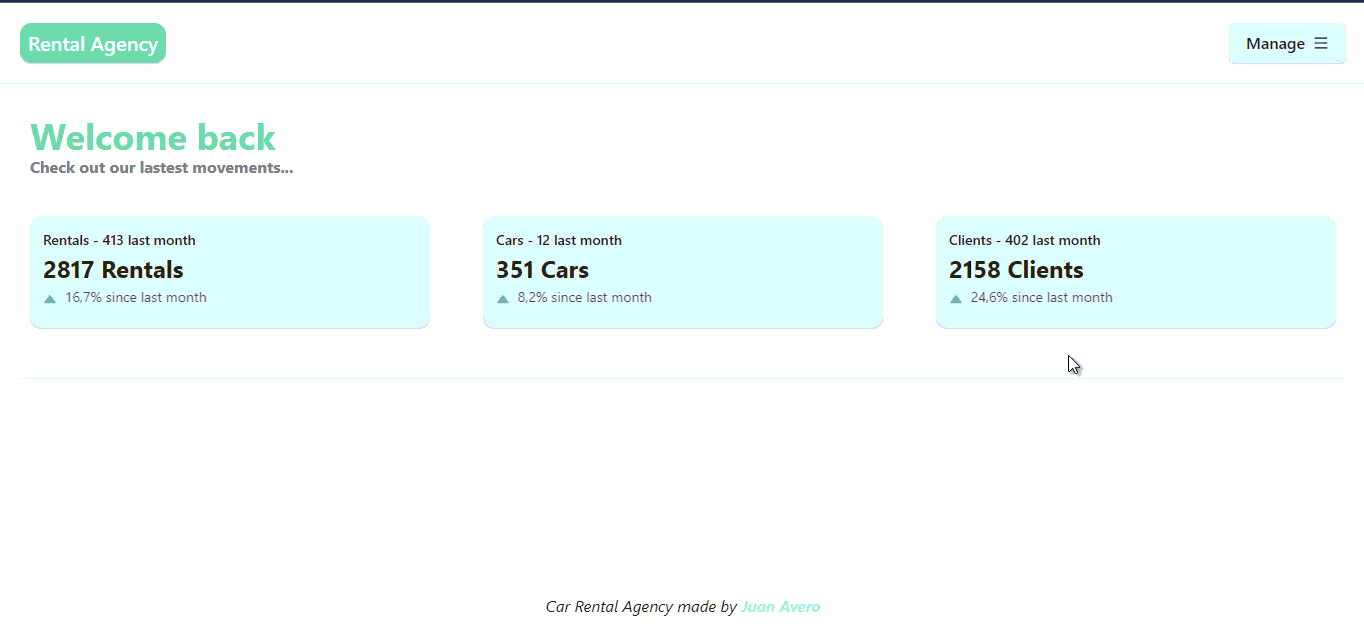 Rental Agency
Manage
Welcome back
Check out our lastest movements...
Rentals - 413 last month
2817 Rentals
16,7% since last month
Cars - 12 last month
351 Cars
8,2% since last month
Clients - 402 last month
2158 Clients
24,6% since last month
Car Rental Agency made by Juan Avero